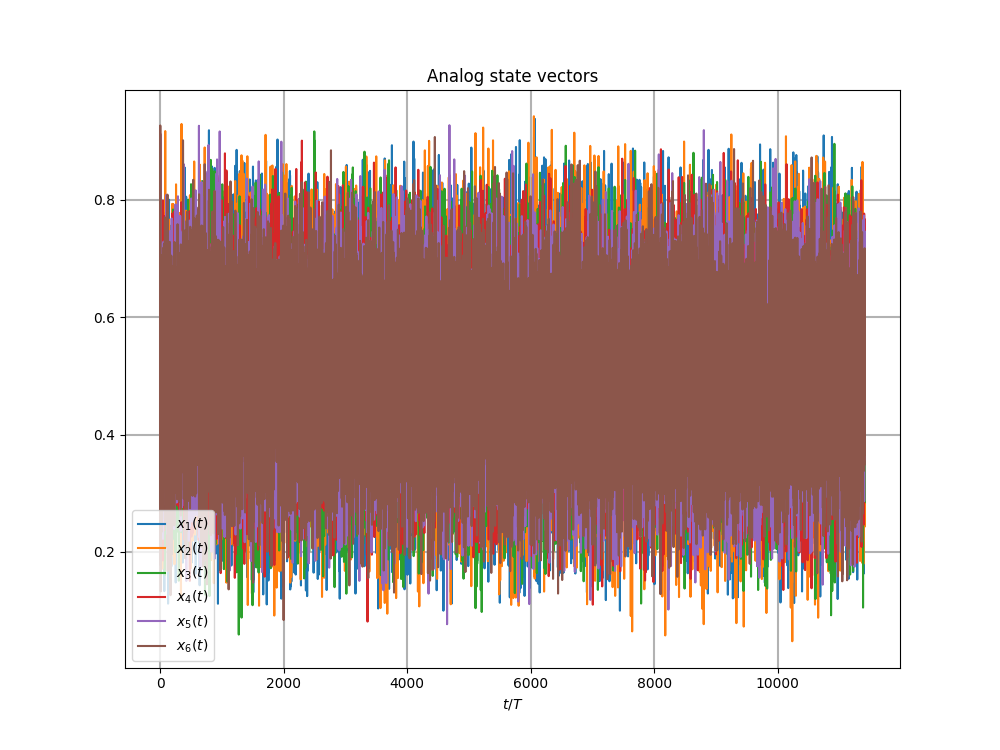 Analog state vectors
0.8
0.6
0.4
0.2
x₁(t)
x₂(t)
x₃(t)
x₄(t)
x₅(t)
x₆(t)
0 2000 4000 6000 8000 10000
t/T